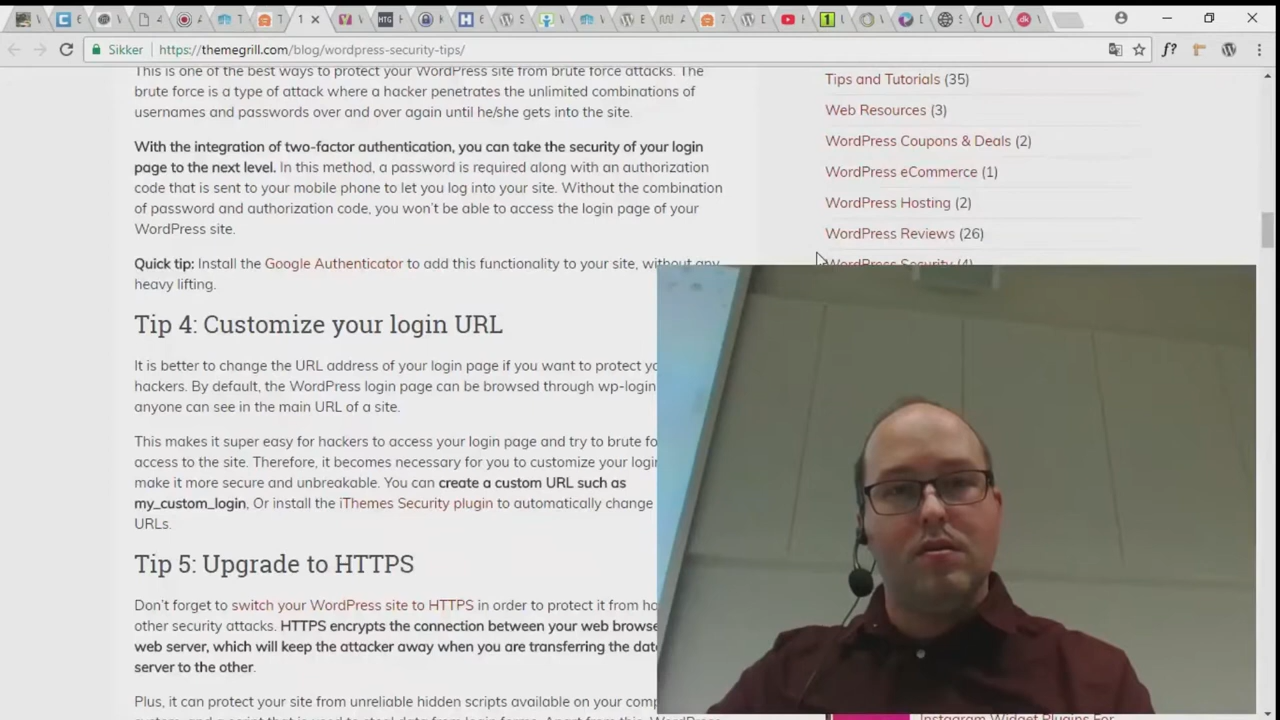 Sikker
https://themegrill.com/blog/wordpress-security-tips/
This is one of the best ways to protect your WordPress site from brute force attacks. The
brute force is a type of attack where a hacker penetrates the unlimited combinations of
usernames and passwords over and over again until he/she gets into the site.
With the integration of two-factor authentication, you can take the security of your login
page to the next level. In this method, a password is required along with an authorization
code that is sent to your mobile phone to let you log into your site. Without the combination
of password and authorization code, you won't be able to access the login page of your
WordPress site.
Quick tip: Install the Google Authenticator to add this functionality to your site, without any
heavy lifting.
Tip 4: Customize your login URL
It is better to change the URL address of your login page if you want to protect
hackers. By default, the WordPress login page can be browsed through wp-login
anyone can see in the main URL of a site.
This makes it super easy for hackers to access your login page and try to brute
access to the site. Therefore, it becomes necessary for you to customize your login
make it more secure and unbreakable. You can create a custom URL such as
my_custom_login, Or install the iThemes Security plugin to automatically change
URLs.
Tip 5: Upgrade to HTTPS
Don't forget to switch your WordPress site to HTTPS in order to protect it from
other security attacks. HTTPS encrypts the connection between your web
web server, which will keep the attacker away when you are transferring the
server to the other.
Plus, it can protect your site from unreliable hidden scripts available on your
Tips and Tutorials (35)
Web Resources (3)
WordPress Coupons & Deals (2)
WordPress eCommerce (1)
WordPress Hosting (2)
WordPress Reviews (26)
WordPress Security (4)
Instagram Widget Plugins For